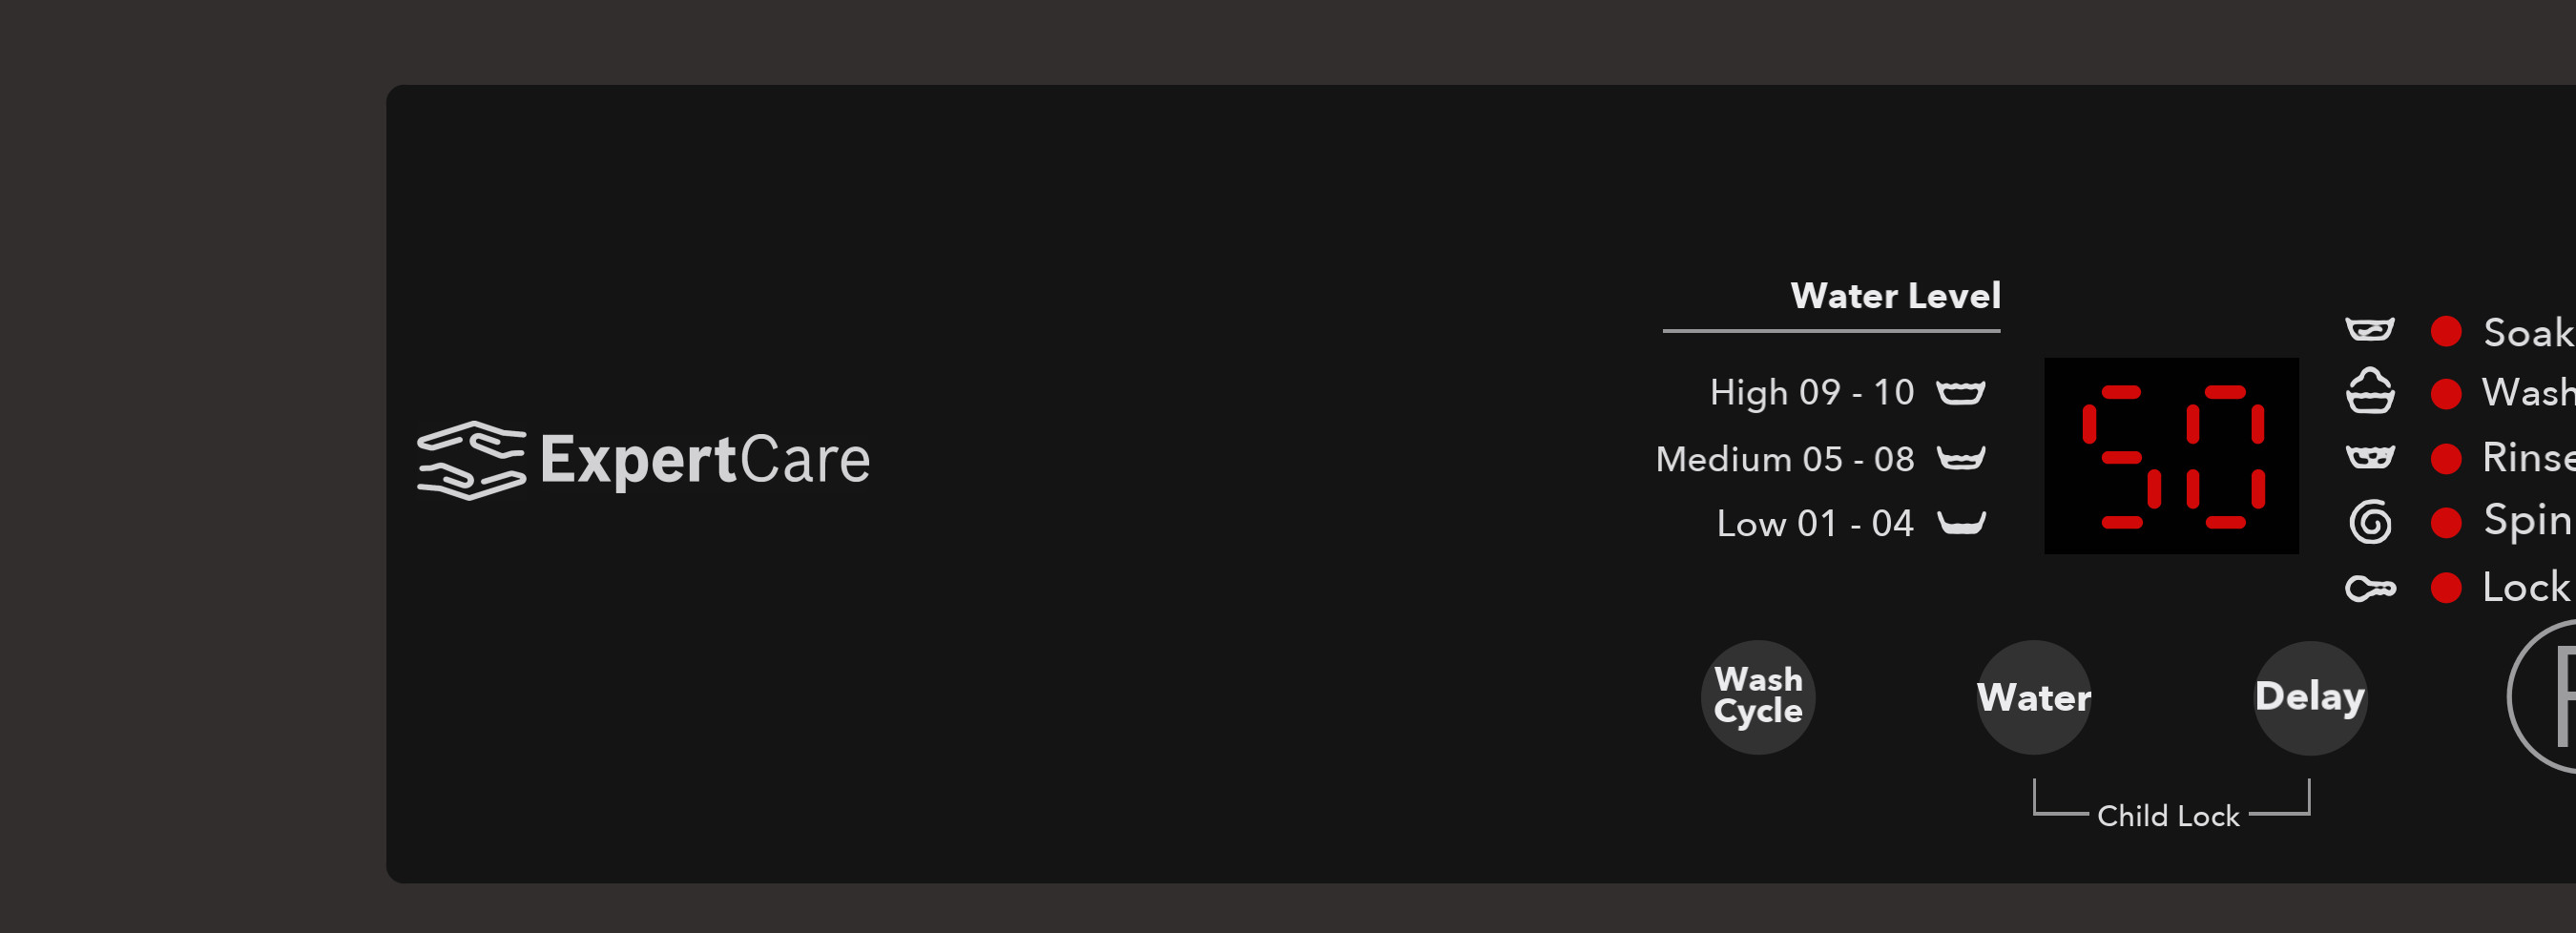 ExpertCare
Water Level
High 09 - 10
Medium 05 - 08
Low 01 - 04
50
Soak
Wash
Rinse
Spin
Lock
Wash
Cycle
Water
Delay
Child Lock